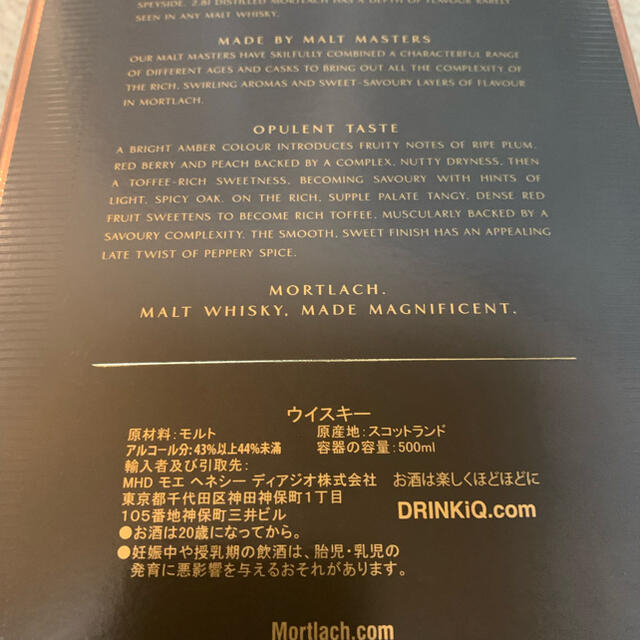 SPEYSIDE. 2.81 DISTILLED MORTLACH HAS A DEPTH OF FLAVOUR RARELY
SEEN IN ANY MALT WHISKY.
MADE BY MALT MASTERS
OUR MALT MASTERS HAVE SKILFULLY COMBINED A CHARACTERFUL RANGE
OF DIFFERENT AGES AND CASKS TO BRING OUT ALL THE COMPLEXITY OF
THE RICH, SWIRLING AROMAS AND SWEET-SAVOURY LAYERS OF FLAVOUR
IN MORTLACH.
OPULENT TASTE
A BRIGHT AMBER COLOUR INTRODUCES FRUITY NOTES OF RIPE PLUM,
RED BERRY AND PEACH BACKED BY A COMPLEX, NUTTY DRYNESS, THEN
A TOFFEE-RICH SWEETNESS, BECOMING SAVOURY WITH HINTS OF
LIGHT, SPICY OAK. ON THE RICH, SUPPLE PALATE TANGY, DENSE RED
FRUIT SWEETENS TO BECOME RICH TOFFEE, MUSCULARLY BACKED BY A
SAVOURY COMPLEXITY. THE SMOOTH, SWEET FINISH HAS AN APPEALING
LATE TWIST OF PEPPERY SPICE.
MORTLACH.
MALT WHISKY, MADE MAGNIFICENT.
ウイスキー
原材料:モルト 原産地:スコットランド
アルコール分:43%以上44%未満 容器の容量:500ml
輸入者及び引取先:
MHD モエ ヘネシー ディアジオ株式会社 お酒は楽しくほどほどに
東京都千代田区神田神保町1丁目
105番地神保町三井ビル DRINKiQ.com
●お酒は20歳になってから。
●妊娠中や授乳期の飲酒は、胎児・乳児の
発育に悪影響を与えるおそれがあります。
Mortlach.com